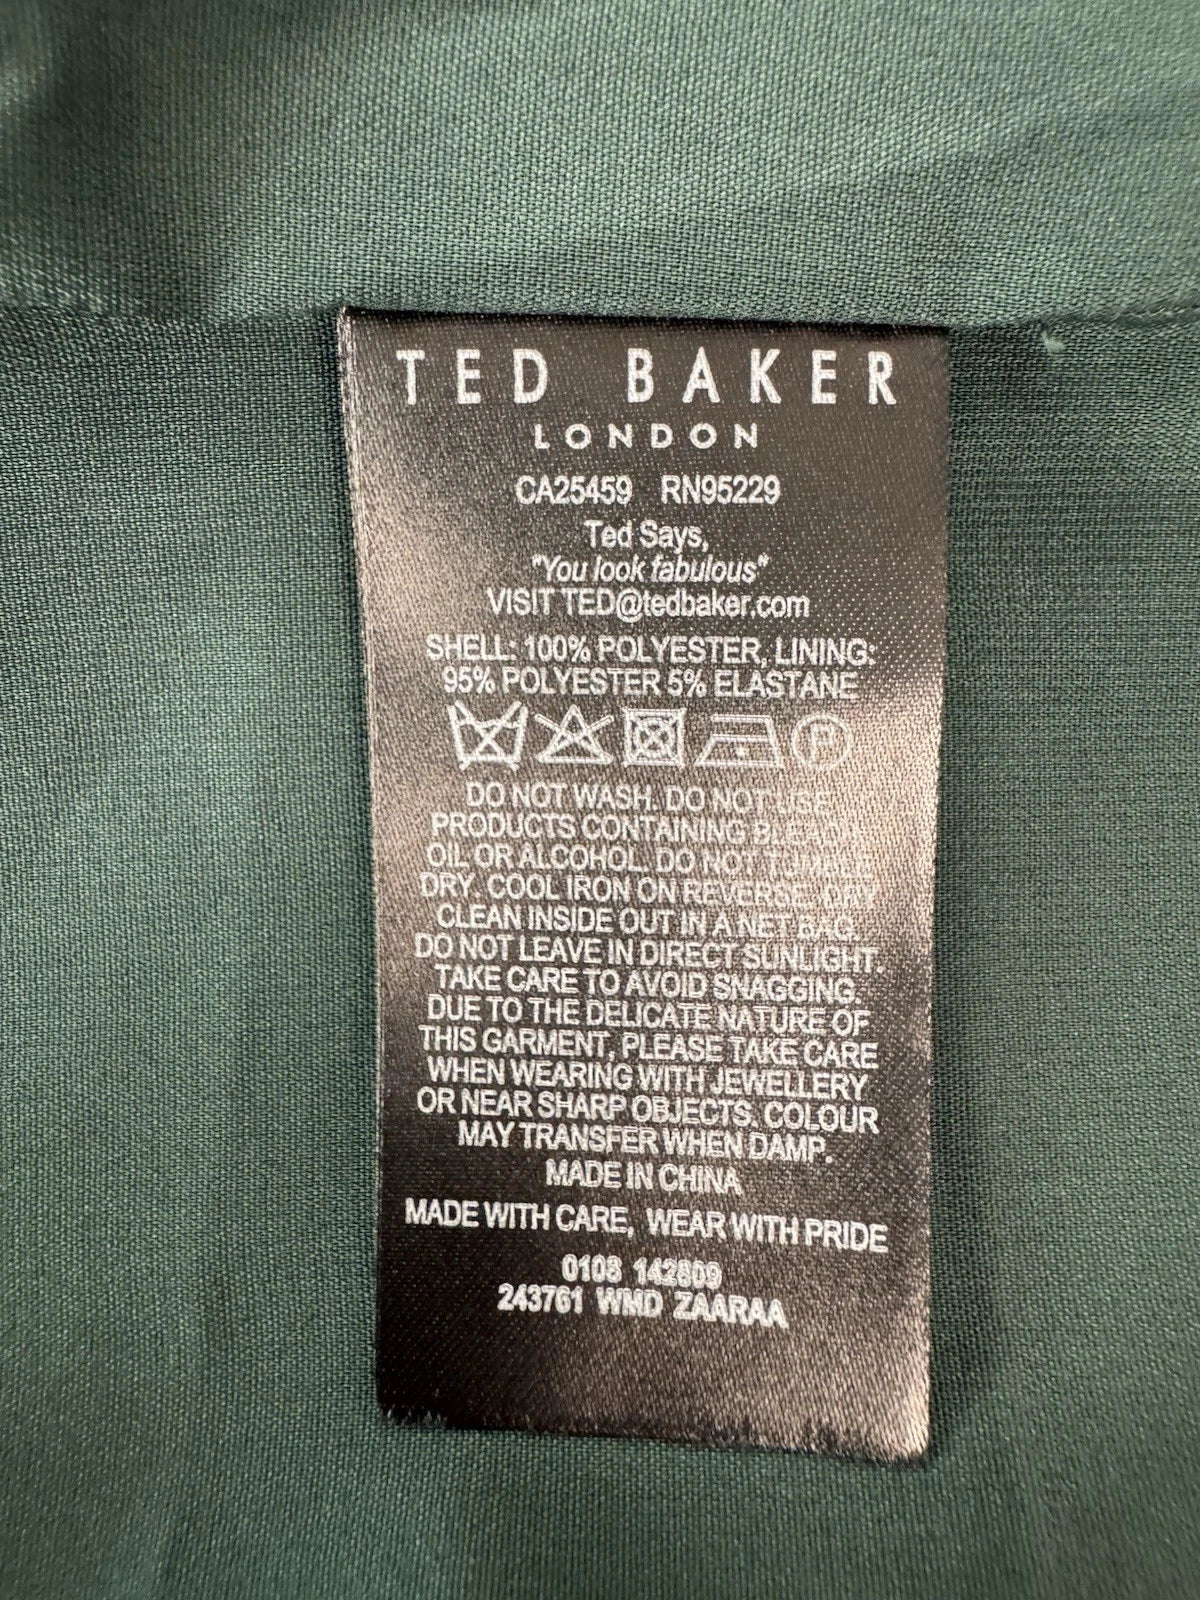 TED BAKER
LONDON
CA25459 RN95229
Ted Says,
"You look fabulous"
VISIT TED@tedbaker.com
SHELL: 100% POLYESTER, LINING:
95% POLYESTER 5% ELASTANE
P
DO NOT WASH. DO NOT USE
PRODUCTS CONTAINING BLEACH,
OIL OR ALCOHOL. DO NOT TUMBLE
DRY. COOL IRON ON REVERSE. DRY
CLEAN INSIDE OUT IN A NET BAG.
DO NOT LEAVE IN DIRECT SUNLIGHT.
TAKE CARE TO AVOID SNAGGING.
DUE TO THE DELICATE NATURE OF
THIS GARMENT, PLEASE TAKE CARE
WHEN WEARING WITH JEWELLERY
OR NEAR SHARP OBJECTS. COLOUR
MAY TRANSFER WHEN DAMP.
MADE IN CHINA
MADE WITH CARE, WEAR WITH PRIDE
0108 142809
243761 WMD ZAARAA